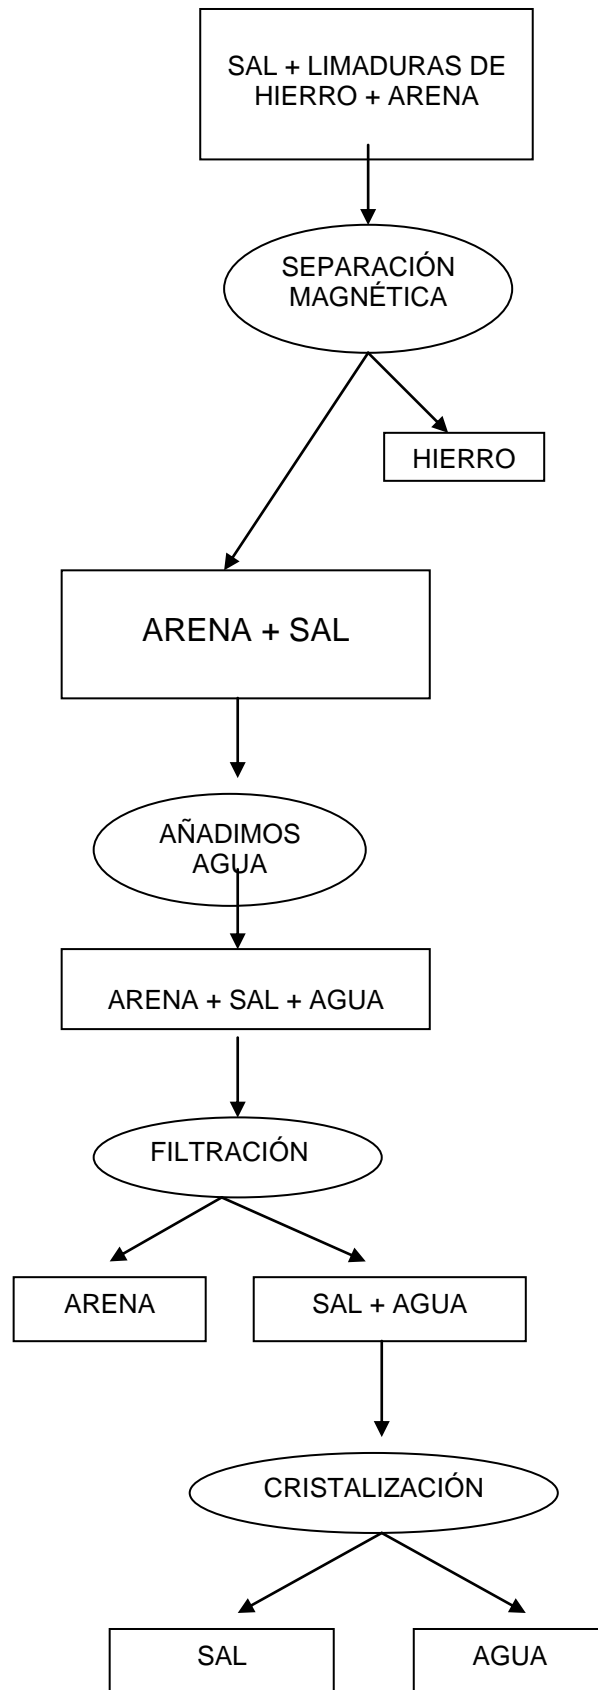 SAL + LIMADURAS DE
HIERRO + ARENA
SEPARACIÓN
MAGNÉTICA
HIERRO
ARENA + SAL
AÑADIMOS
AGUA
ARENA + SAL + AGUA
FILTRACIÓN
ARENA
SAL + AGUA
CRISTALIZACIÓN
SAL
AGUA